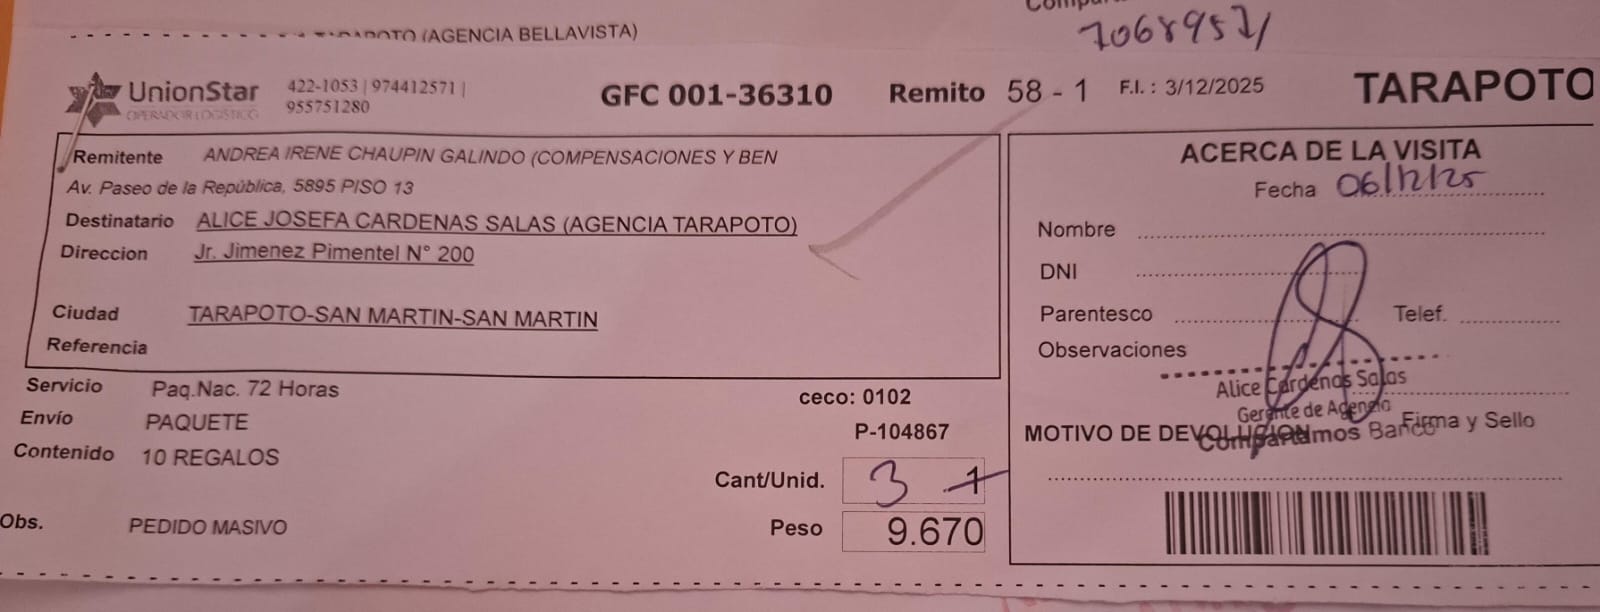 TARAPOTO (AGENCIA BELLAVISTA)
7068957/
UnionStar
OPERADOR LOGÍSTICO
422-1053 | 974412571 |
955751280
GFC 001-36310
Remito 58 - 1
F.I. : 3/12/2025
TARAPOTO
Remitente ANDREA IRENE CHAUPIN GALINDO (COMPENSACIONES Y BEN
Av. Paseo de la República, 5895 PISO 13
Destinatario ALICE JOSEFA CARDENAS SALAS (AGENCIA TARAPOTO)
Direccion Jr. Jimenez Pimentel N° 200
Ciudad TARAPOTO-SAN MARTIN-SAN MARTIN
Referencia
Servicio Paq.Nac. 72 Horas
Envío PAQUETE
Contenido 10 REGALOS
Obs. PEDIDO MASIVO
ceco: 0102
P-104867
Cant/Unid. 3 1
Peso 9.670
ACERCA DE LA VISITA
Fecha 06/12/25
Nombre
DNI
Parentesco Telef.
Observaciones
Alice Cardenas Salas
Gerente de Agencia
Compartamos Banco
Firma y Sello
MOTIVO DE DEVOLUCION